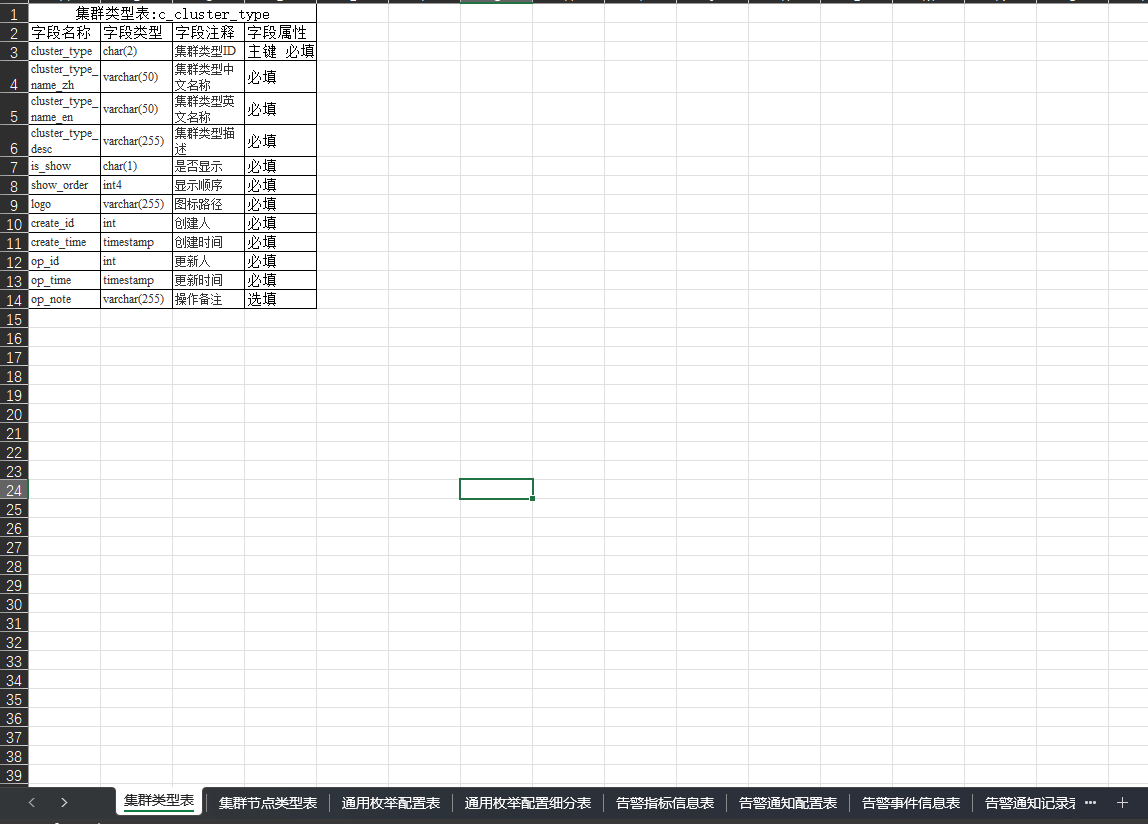 1 集群类型表:c_cluster_type
2 字段名称 字段类型 字段注释 字段属性
3 cluster_type char(2) 集群类型ID 主键 必填
4 cluster_type_name_zh varchar(50) 集群类型中文名称 必填
5 cluster_type_name_en varchar(50) 集群类型英文名称 必填
6 cluster_type_desc varchar(255) 集群类型描述 必填
7 is_show char(1) 是否显示 必填
8 show_order int4 显示顺序 必填
9 logo varchar(255) 图标路径 必填
10 create_id int 创建人 必填
11 create_time timestamp 创建时间 必填
12 op_id int 更新人 必填
13 op_time timestamp 更新时间 必填
14 op_note varchar(255) 操作备注 选填
15
16
17
18
19
20
21
22
23
24
25
26
27
28
29
30
31
32
33
34
35
36
37
38
39
集群类型表 集群节点类型表 通用枚举配置表 通用枚举配置细分表 告警指标信息表 告警通知配置表 告警事件信息表 告警通知记录表 ···